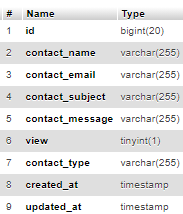 # Name Type
1 id bigint(20)
2 contact_name varchar(255)
3 contact_email varchar(255)
4 contact_subject varchar(255)
5 contact_message varchar(255)
6 view tinyint(1)
7 contact_type varchar(255)
8 created_at timestamp
9 updated_at timestamp